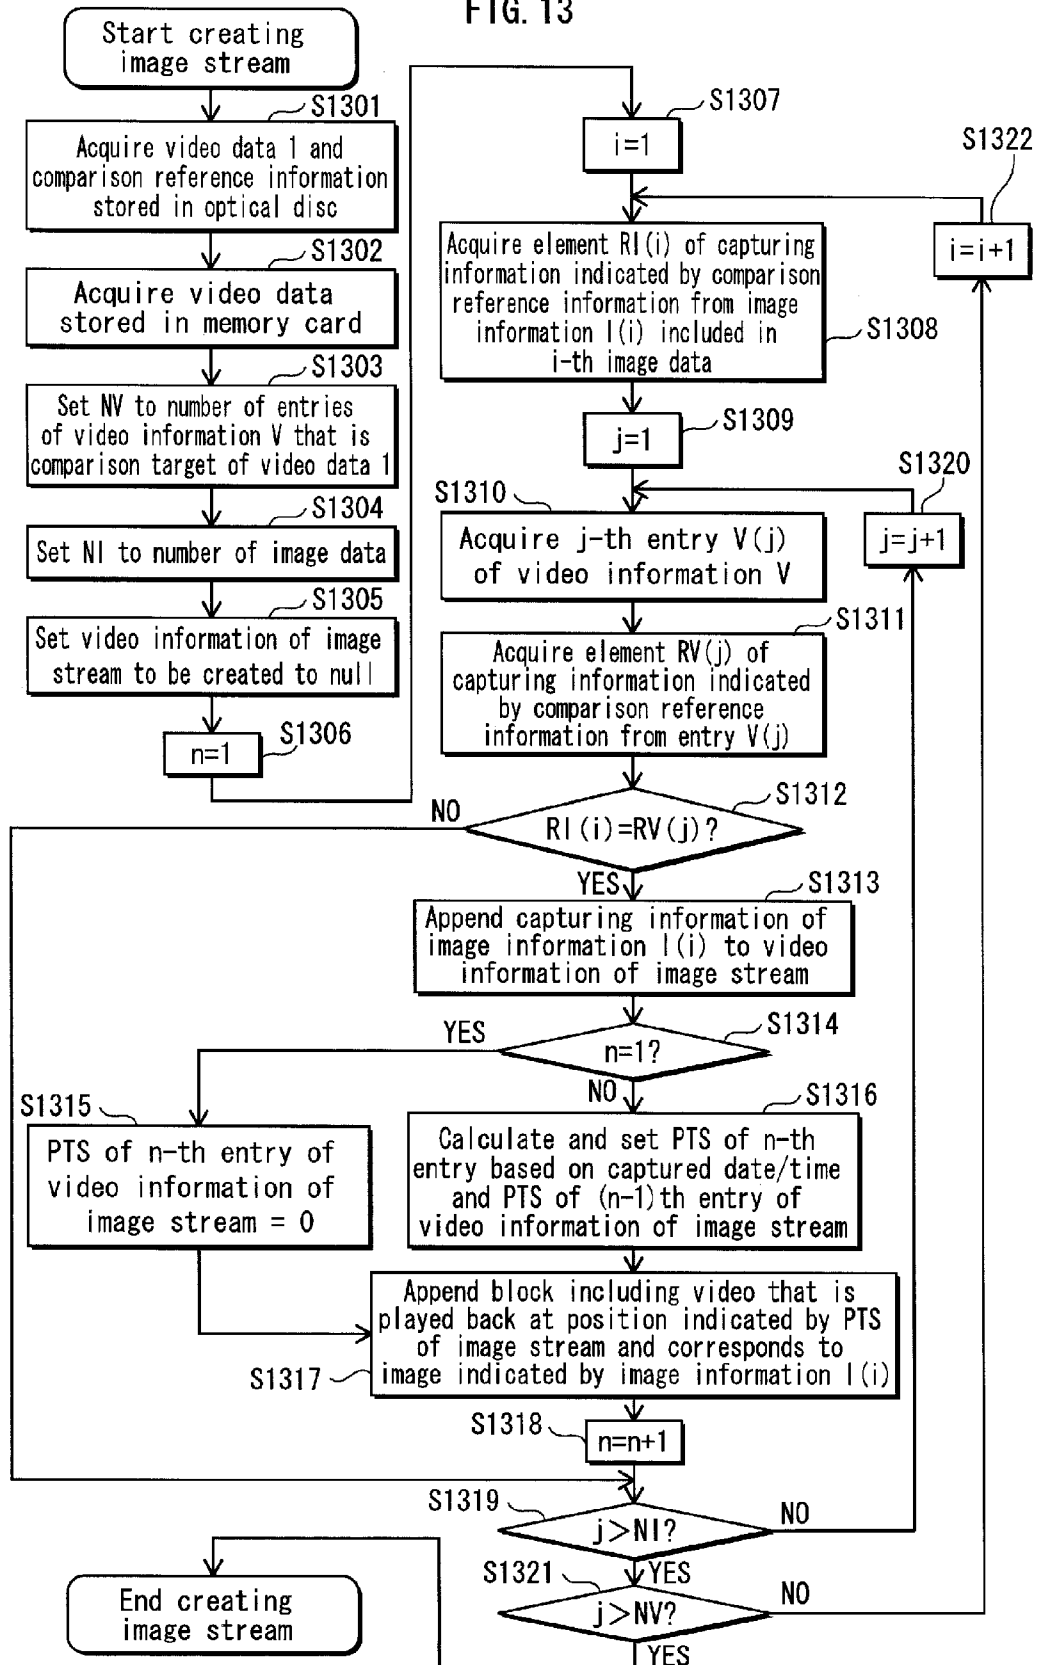 FIG. 13
Start creating
image stream
S1301
Acquire video data 1 and
comparison reference information
stored in optical disc
S1302
Acquire video data
stored in memory card
S1303
Set NV to number of entries
of video information V that is
comparison target of video data 1
S1304
Set NI to number of image data
S1305
Set video information of image
stream to be created to null
S1306
n=1
S1307
i=1
S1322
i=i+1
Acquire element RI(i) of capturing
information indicated by comparison
reference information from image
information I(i) included in
i-th image data
S1308
S1309
j=1
S1320
j=j+1
S1310
Acquire j-th entry V(j)
of video information V
S1311
Acquire element RV(j) of
capturing information indicated
by comparison reference
information from entry V(j)
S1312
NO
RI(i)=RV(j)?
YES
S1313
Append capturing information of
image information I(i) to video
information of image stream
S1314
YES
n=1?
NO
S1315
PTS of n-th entry of
video information of
image stream = 0
S1316
Calculate and set PTS of n-th
entry based on captured date/time
and PTS of (n-1)th entry of
video information of image stream
Append block including video that is
played back at position indicated by PTS
of image stream and corresponds to
image indicated by image information I(i)
S1317
S1318
n=n+1
S1319
j>NI?
NO
YES
S1321
j>NV?
NO
YES
End creating
image stream